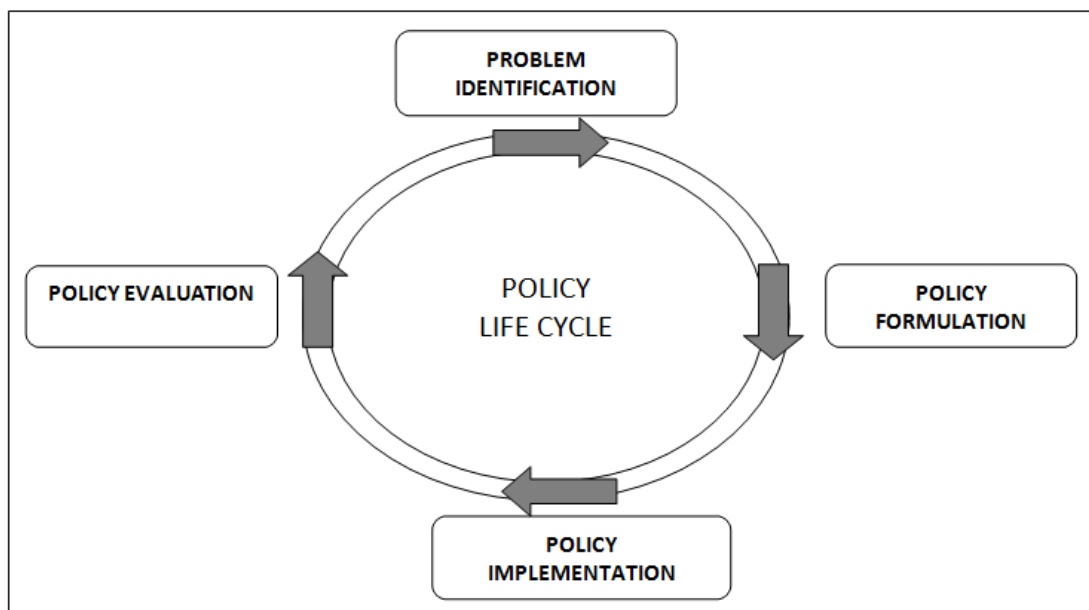 PROBLEM
IDENTIFICATION
POLICY EVALUATION
POLICY
LIFE CYCLE
POLICY
FORMULATION
POLICY
IMPLEMENTATION